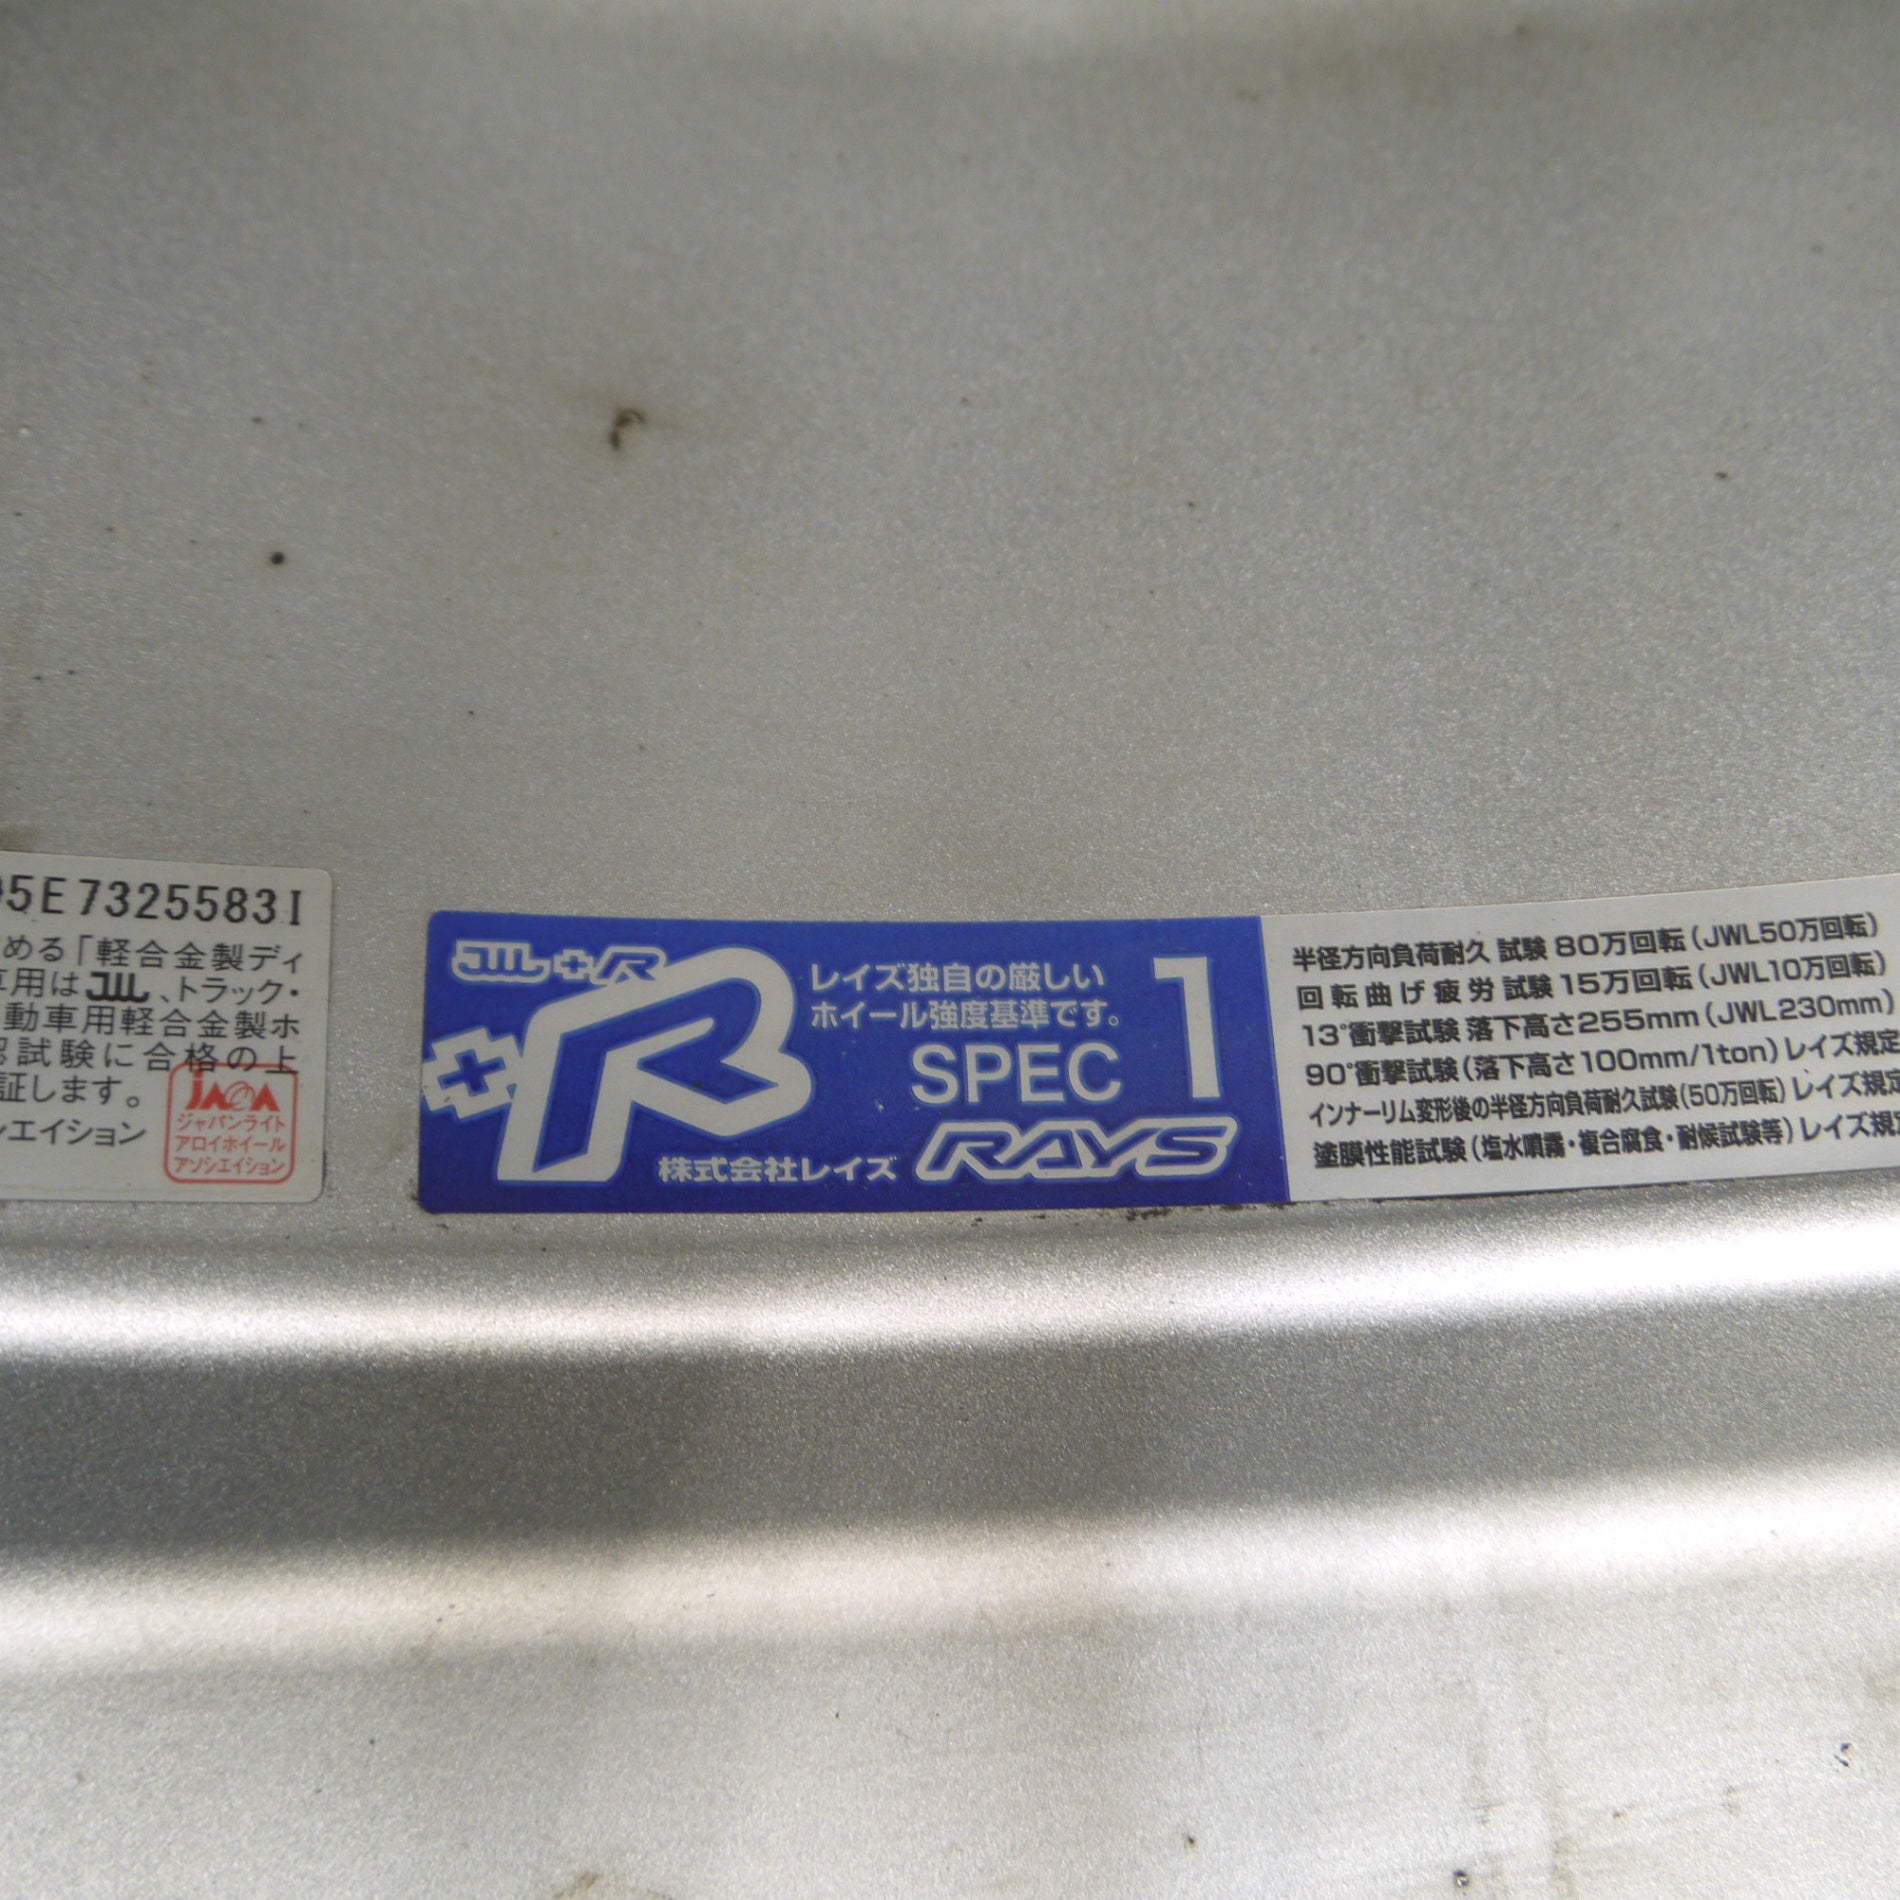 05E7325583I
める「軽合金製ディ
車用はJWL、トラック・
動車用軽合金製ホ
認試験に合格の上
証します。
シエイション
JAWA
ジャパンライト
アロイホイール
アソシエイション
JWL+R
+R
レイズ独自の厳しい
ホイール強度基準です。
SPEC 1
株式会社レイズ RAYS
半径方向負荷耐久 試験 80万回転(JWL50万回転)
回転曲げ疲労 試験 15万回転(JWL10万回転)
13°衝撃試験 落下高さ255mm(JWL230mm)
90°衝撃試験(落下高さ100mm/1ton)レイズ規定
インナーリム変形後の半径方向負荷耐久試験(50万回転)レイズ規定
塗膜性能試験(塩水噴霧・複合腐食・耐候試験等)レイズ規定